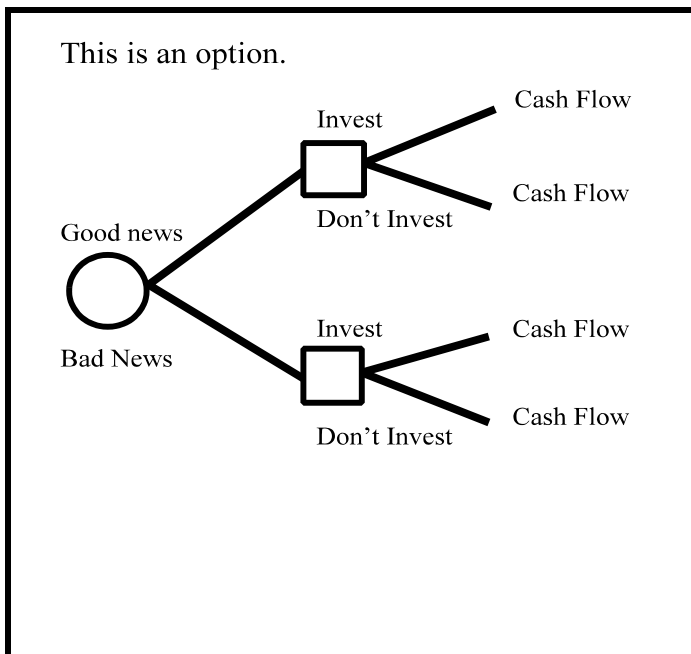 This is an option.
Cash Flow
Invest
Cash Flow
Don’t Invest
Good news
Invest
Cash Flow
Bad News
Cash Flow
Don’t Invest